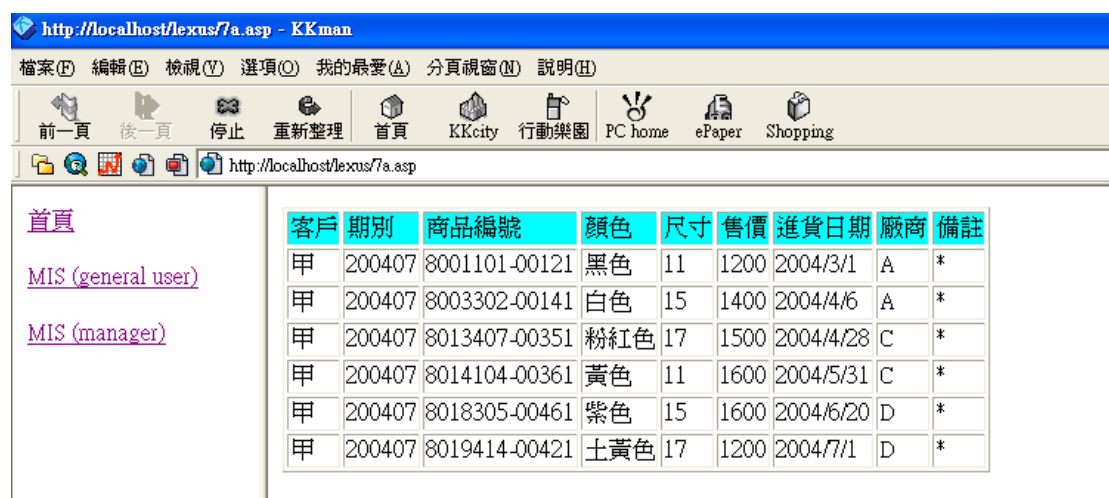 http://localhost/lexus/7a.asp - KKman
檔案(F) 編輯(E) 檢視(V) 選項(O) 我的最愛(A) 分頁視窗(N) 說明(H)
前一頁 後一頁 停止 重新整理 首頁 KKcity 行動樂園 PC home ePaper Shopping
http://localhost/lexus/7a.asp
首頁
MIS (general user)
MIS (manager)
客戶 期別 商品編號 顏色 尺寸 售價 進貨日期 廠商 備註
甲 200407 8001101-00121 黑色 11 1200 2004/3/1 A *
甲 200407 8003302-00141 白色 15 1400 2004/4/6 A *
甲 200407 8013407-00351 粉紅色 17 1500 2004/4/28 C *
甲 200407 8014104-00361 黃色 11 1600 2004/5/31 C *
甲 200407 8018305-00461 紫色 15 1600 2004/6/20 D *
甲 200407 8019414-00421 土黃色 17 1200 2004/7/1 D *